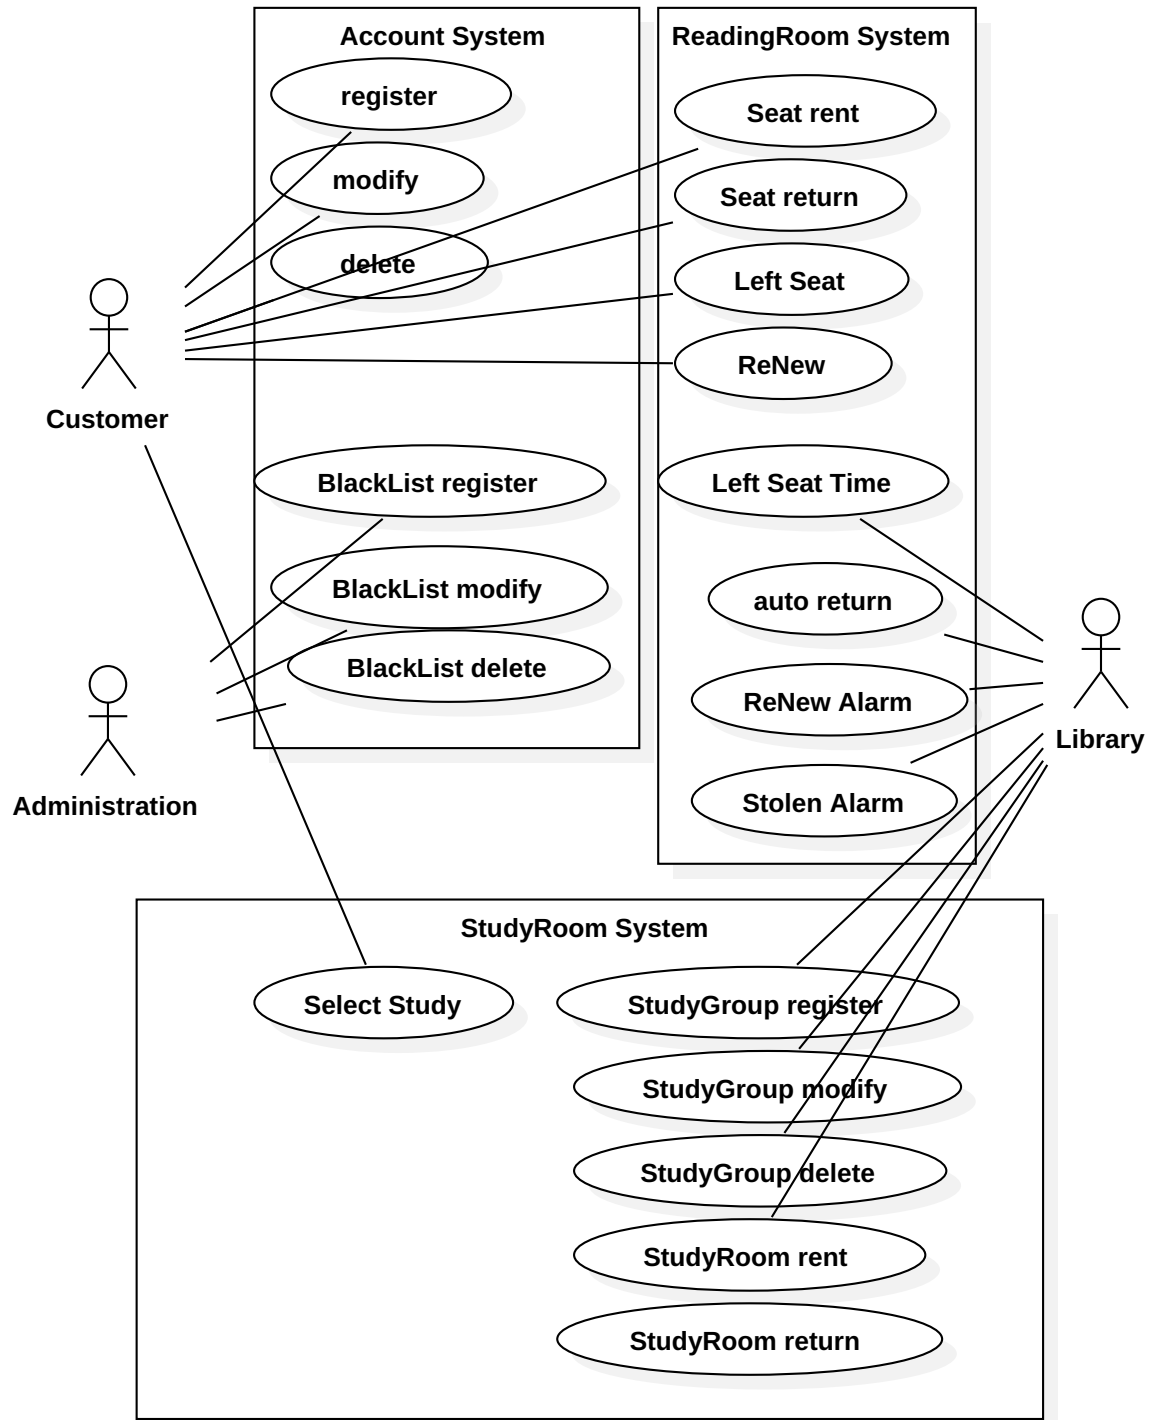 Account System
register
modify
delete
BlackList register
BlackList modify
BlackList delete
ReadingRoom System
Seat rent
Seat return
Left Seat
ReNew
Left Seat Time
auto return
ReNew Alarm
Stolen Alarm
Customer
Administration
Library
StudyRoom System
Select Study
StudyGroup register
StudyGroup modify
StudyGroup delete
StudyRoom rent
StudyRoom return